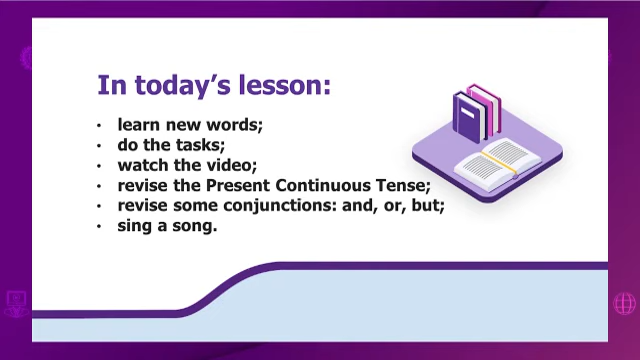 In today's lesson:
• learn new words;
• do the tasks;
• watch the video;
• revise the Present Continuous Tense;
• revise some conjunctions: and, or, but;
• sing a song.